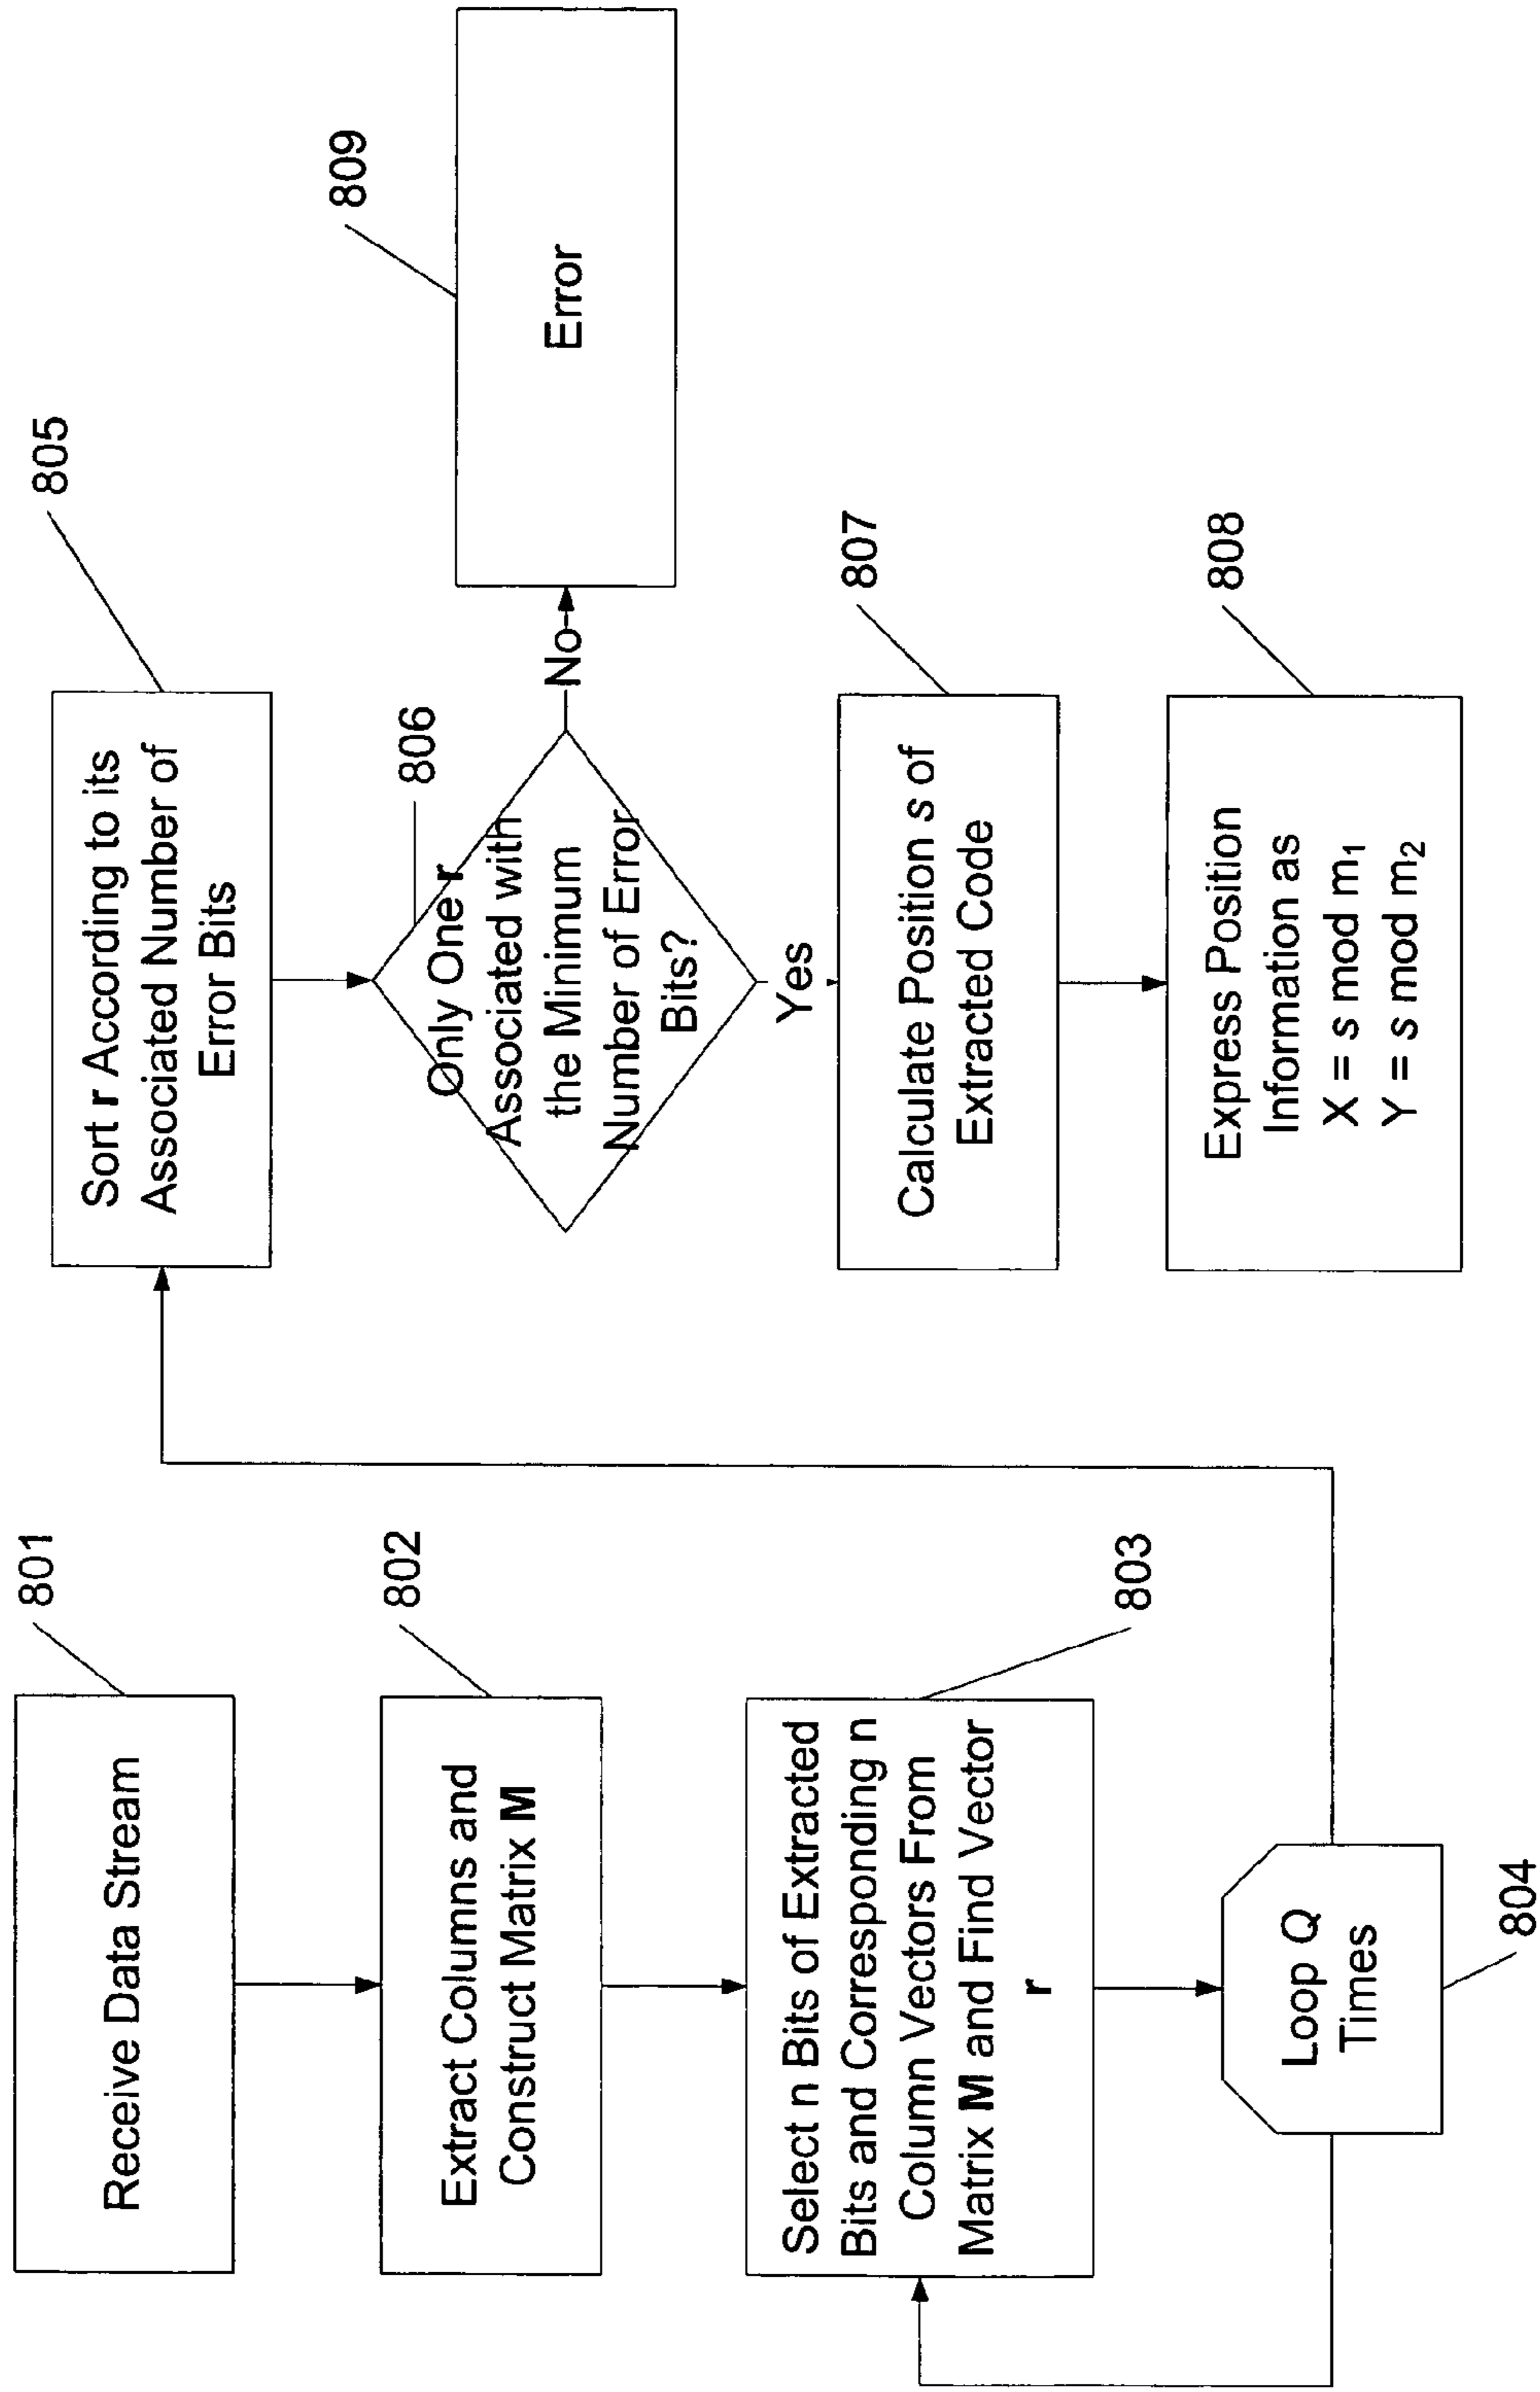 801
Receive Data Stream
802
Extract Columns and
Construct Matrix M
803
Select n Bits of Extracted
Bits and Corresponding n
Column Vectors From
Matrix M and Find Vector
r
Loop Q
Times
804
805
Sort r According to its
Associated Number of
Error Bits
806
Only One r
Associated with
the Minimum
Number of Error
Bits?
No
809
Error
Yes
807
Calculate Position s of
Extracted Code
808
Express Position
Information as
X = s mod m₁
Y = s mod m₂